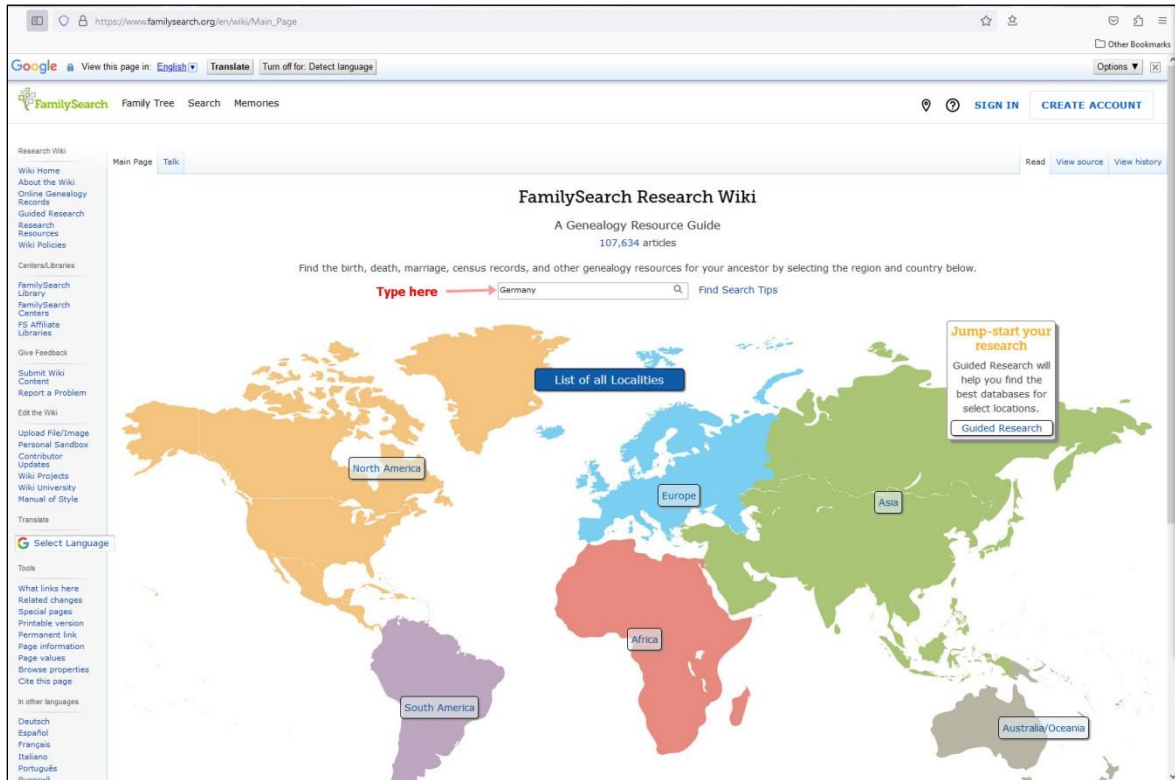 https://www.familysearch.org/en/wiki/Main_Page
Other Bookmarks
Google View this page in: English Translate Turn off for: Detect language Options ▼
FamilySearch Family Tree Search Memories SIGN IN CREATE ACCOUNT
Research Wiki
Wiki Home
About the Wiki
Online Genealogy
Records
Guided Research
Research
Resources
Wiki Policies
Centers/Libraries
FamilySearch
Library
FamilySearch
Centers
FS Affiliate
Libraries
Give Feedback
Submit Wiki
Content
Report a Problem
Edit the Wiki
Upload File/Image
Personal Sandbox
Contributor
Updates
Wiki Projects
Wiki University
Manual of Style
Translate
Select Language
Tools
What links here
Related changes
Special pages
Printable version
Permanent link
Page information
Page values
Browse properties
Cite this page
In other languages
Deutsch
Español
Français
Italiano
Português
Русский
Main Page Talk Read View source View history
FamilySearch Research Wiki
A Genealogy Resource Guide
107,634 articles
Find the birth, death, marriage, census records, and other genealogy resources for your ancestor by selecting the region and country below.
Type here Germany Find Search Tips
Jump-start your
research
Guided Research will
help you find the
best databases for
select locations.
Guided Research
List of all Localities
North America
Europe
Asia
Africa
South America
Australia/Oceania